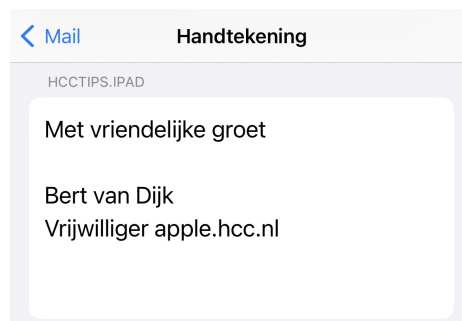 Mail Handtekening
HCCTIPS.IPAD
Met vriendelijke groet
Bert van Dijk
Vrijwilliger apple.hcc.nl